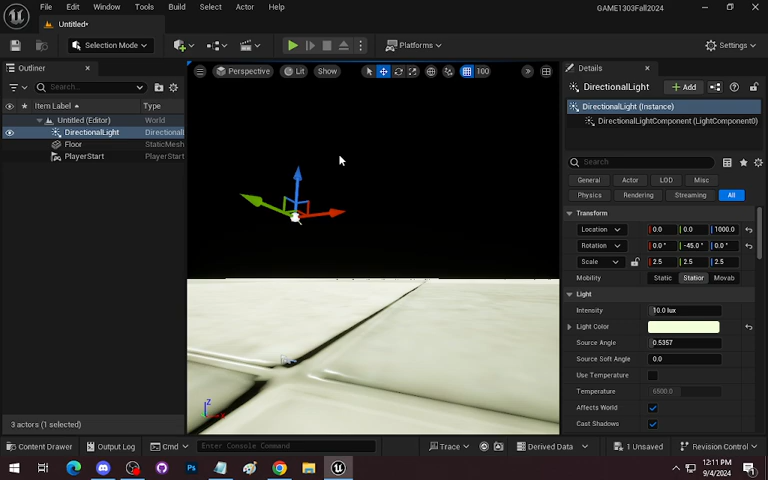 File Edit Window Tools Build Select Actor Help
GAME1303Fall2024
Untitled*
Selection Mode
Platforms
Settings
Outliner
Search...
Item Label
Type
Untitled (Editor) World
DirectionalLight Directional
Floor StaticMesh
PlayerStart PlayerStart
3 actors (1 selected)
Perspective Lit Show
100
Z
Details
DirectionalLight
Add
DirectionalLight (Instance)
DirectionalLightComponent (LightComponent0)
Search
General Actor LOD Misc
Physics Rendering Streaming All
Transform
Location 0.0 0.0 1000.0
Rotation 0.0 ° -45.0 ° 0.0 °
Scale 2.5 2.5 2.5
Mobility Static Station Movab
Light
Intensity 10.0 lux
Light Color
Source Angle 0.5357
Source Soft Angle 0.0
Use Temperature
Temperature 6500.0
Affects World
Cast Shadows
Content Drawer Output Log Cmd Enter Console Command Trace Derived Data 1 Unsaved Revision Control
Ps
12:11 PM
9/4/2024